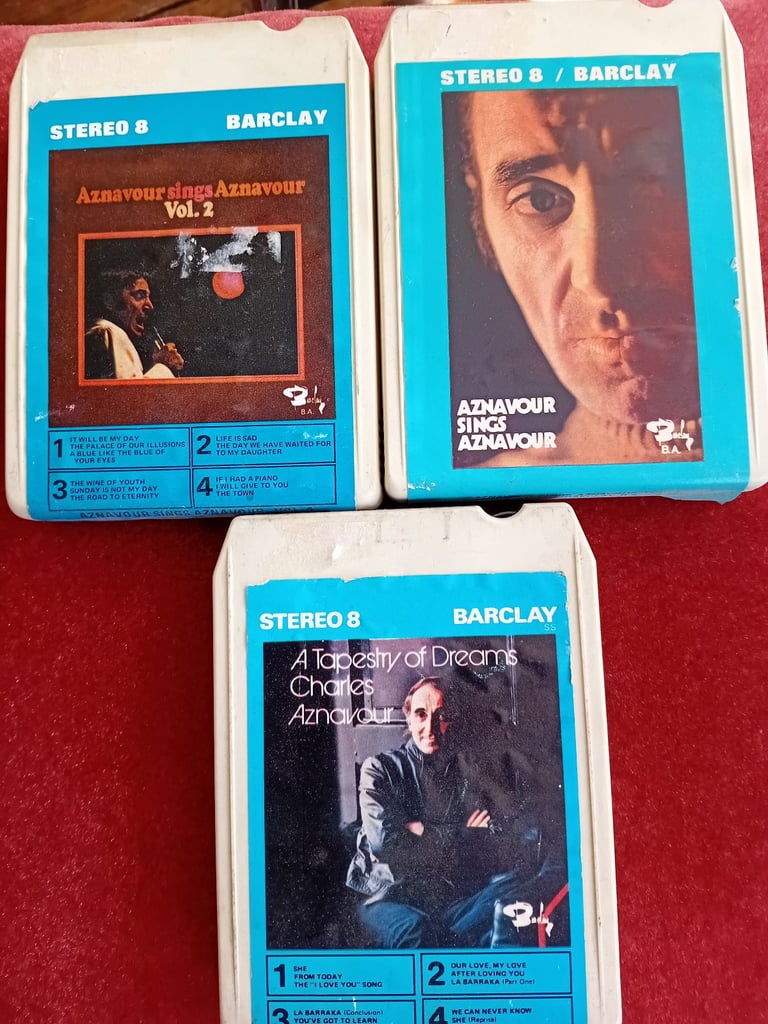 STEREO 8 BARCLAY
Aznavour sings Aznavour
Vol. 2
Barclay
B.A.
1 IT WILL BE MY DAY
THE PALACE OF OUR ILLUSIONS
A BLUE LIKE THE BLUE OF
YOUR EYES
2 LIFE IS SAD
THE DAY WE HAVE WAITED FOR
TO MY DAUGHTER
3 THE WINE OF YOUTH
SUNDAY IS NOT MY DAY
THE ROAD TO ETERNITY
4 IF I HAD A PIANO
I WILL GIVE TO YOU
THE TOWN
AZNAVOUR SINGS AZNAVOUR VOL. 2
STEREO 8 / BARCLAY
AZNAVOUR
SINGS
AZNAVOUR
Barclay
B.A.
STEREO 8 BARCLAY
SS
A Tapestry of Dreams
Charles
Aznavour
Barclay
1 SHE
FROM TODAY
THE "I LOVE YOU" SONG
2 OUR LOVE, MY LOVE
AFTER LOVING YOU
LA BARRAKA (Part One)
3 LA BARRAKA (Conclusion)
YOU'VE GOT TO LEARN
4 WE CAN NEVER KNOW
SHE (Reprise)